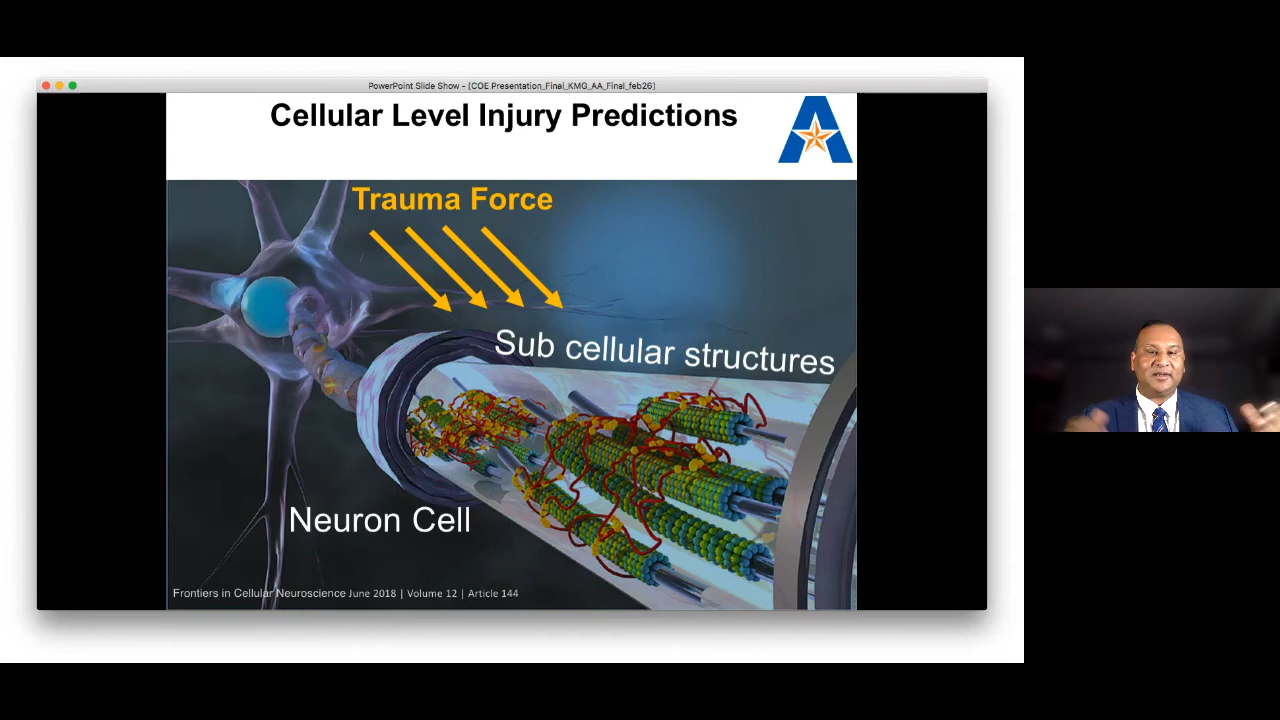 PowerPoint Slide Show - [COE Presentation_Final_KMG_AA_Final_feb26]
Cellular Level Injury Predictions
Trauma Force
Sub cellular structures
Neuron Cell
Frontiers in Cellular Neuroscience June 2018 | Volume 12 | Article 144